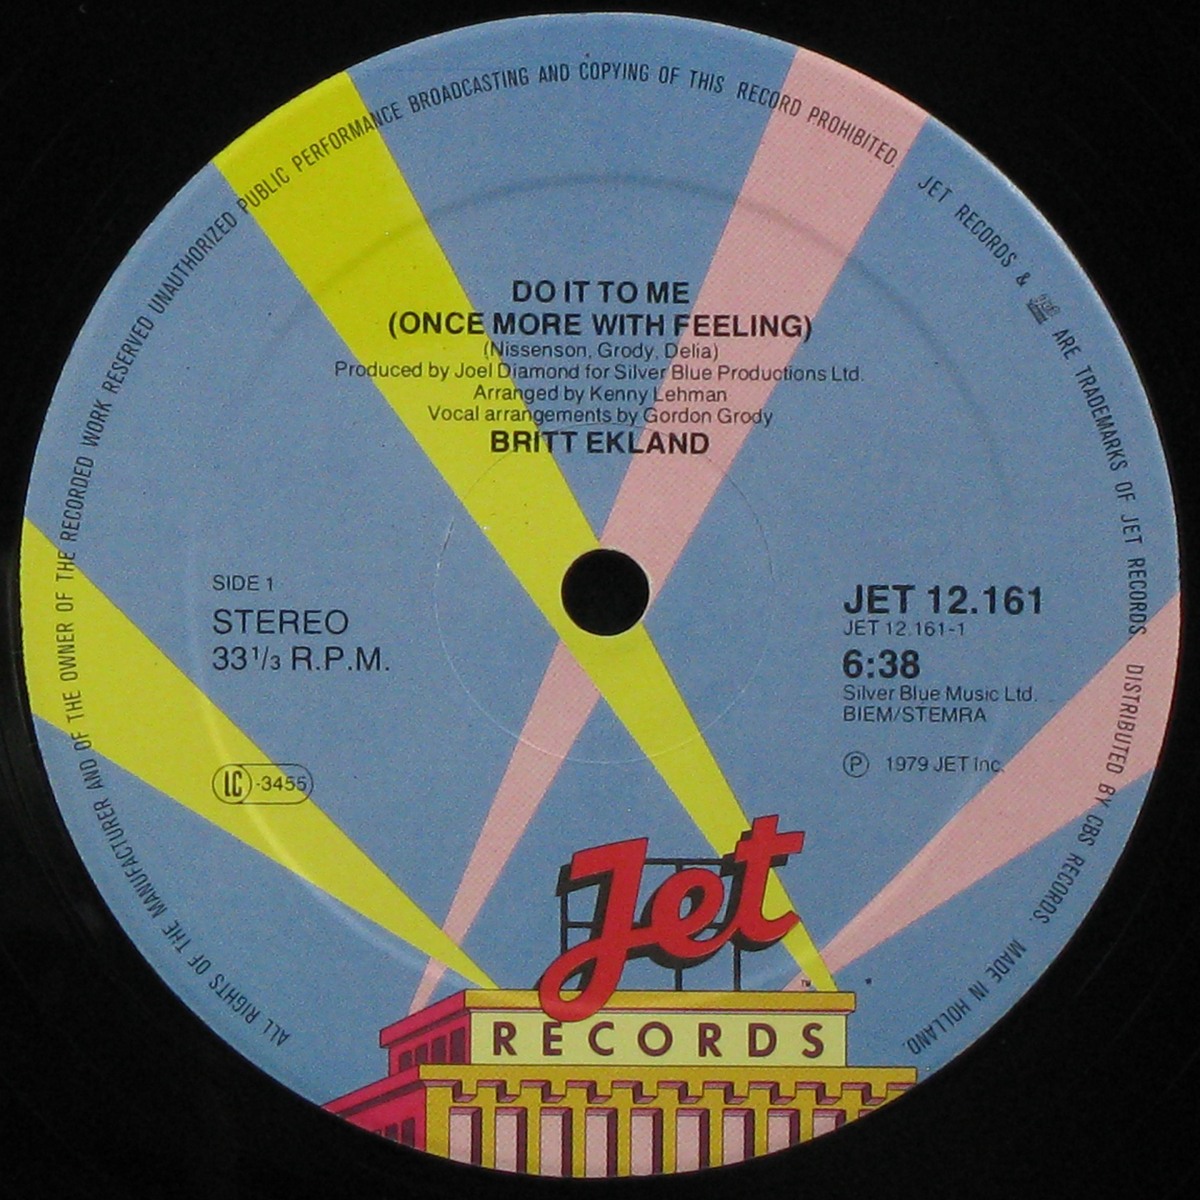 DO IT TO ME
(ONCE MORE WITH FEELING)
(Nissenson, Grody, Delia)
Produced by Joel Diamond for Silver Blue Productions Ltd.
Arranged by Kenny Lehman
Vocal arrangements by Gordon Grody
BRITT EKLAND
SIDE 1
STEREO
33 1/3 R.P.M.
LC -3455
JET 12.161
JET 12.161-1
6:38
Silver Blue Music Ltd.
BIEM/STEMRA
Ⓟ 1979 JET Inc.
Jet
TM
RECORDS
ALL RIGHTS OF THE MANUFACTURER AND OF THE OWNER OF THE RECORDED WORK RESERVED UNAUTHORIZED PUBLIC PERFORMANCE BROADCASTING AND COPYING OF THIS RECORD PROHIBITED. JET RECORDS & ARE TRADEMARKS OF JET RECORDS DISTRIBUTED BY CBS RECORDS. MADE IN HOLLAND.